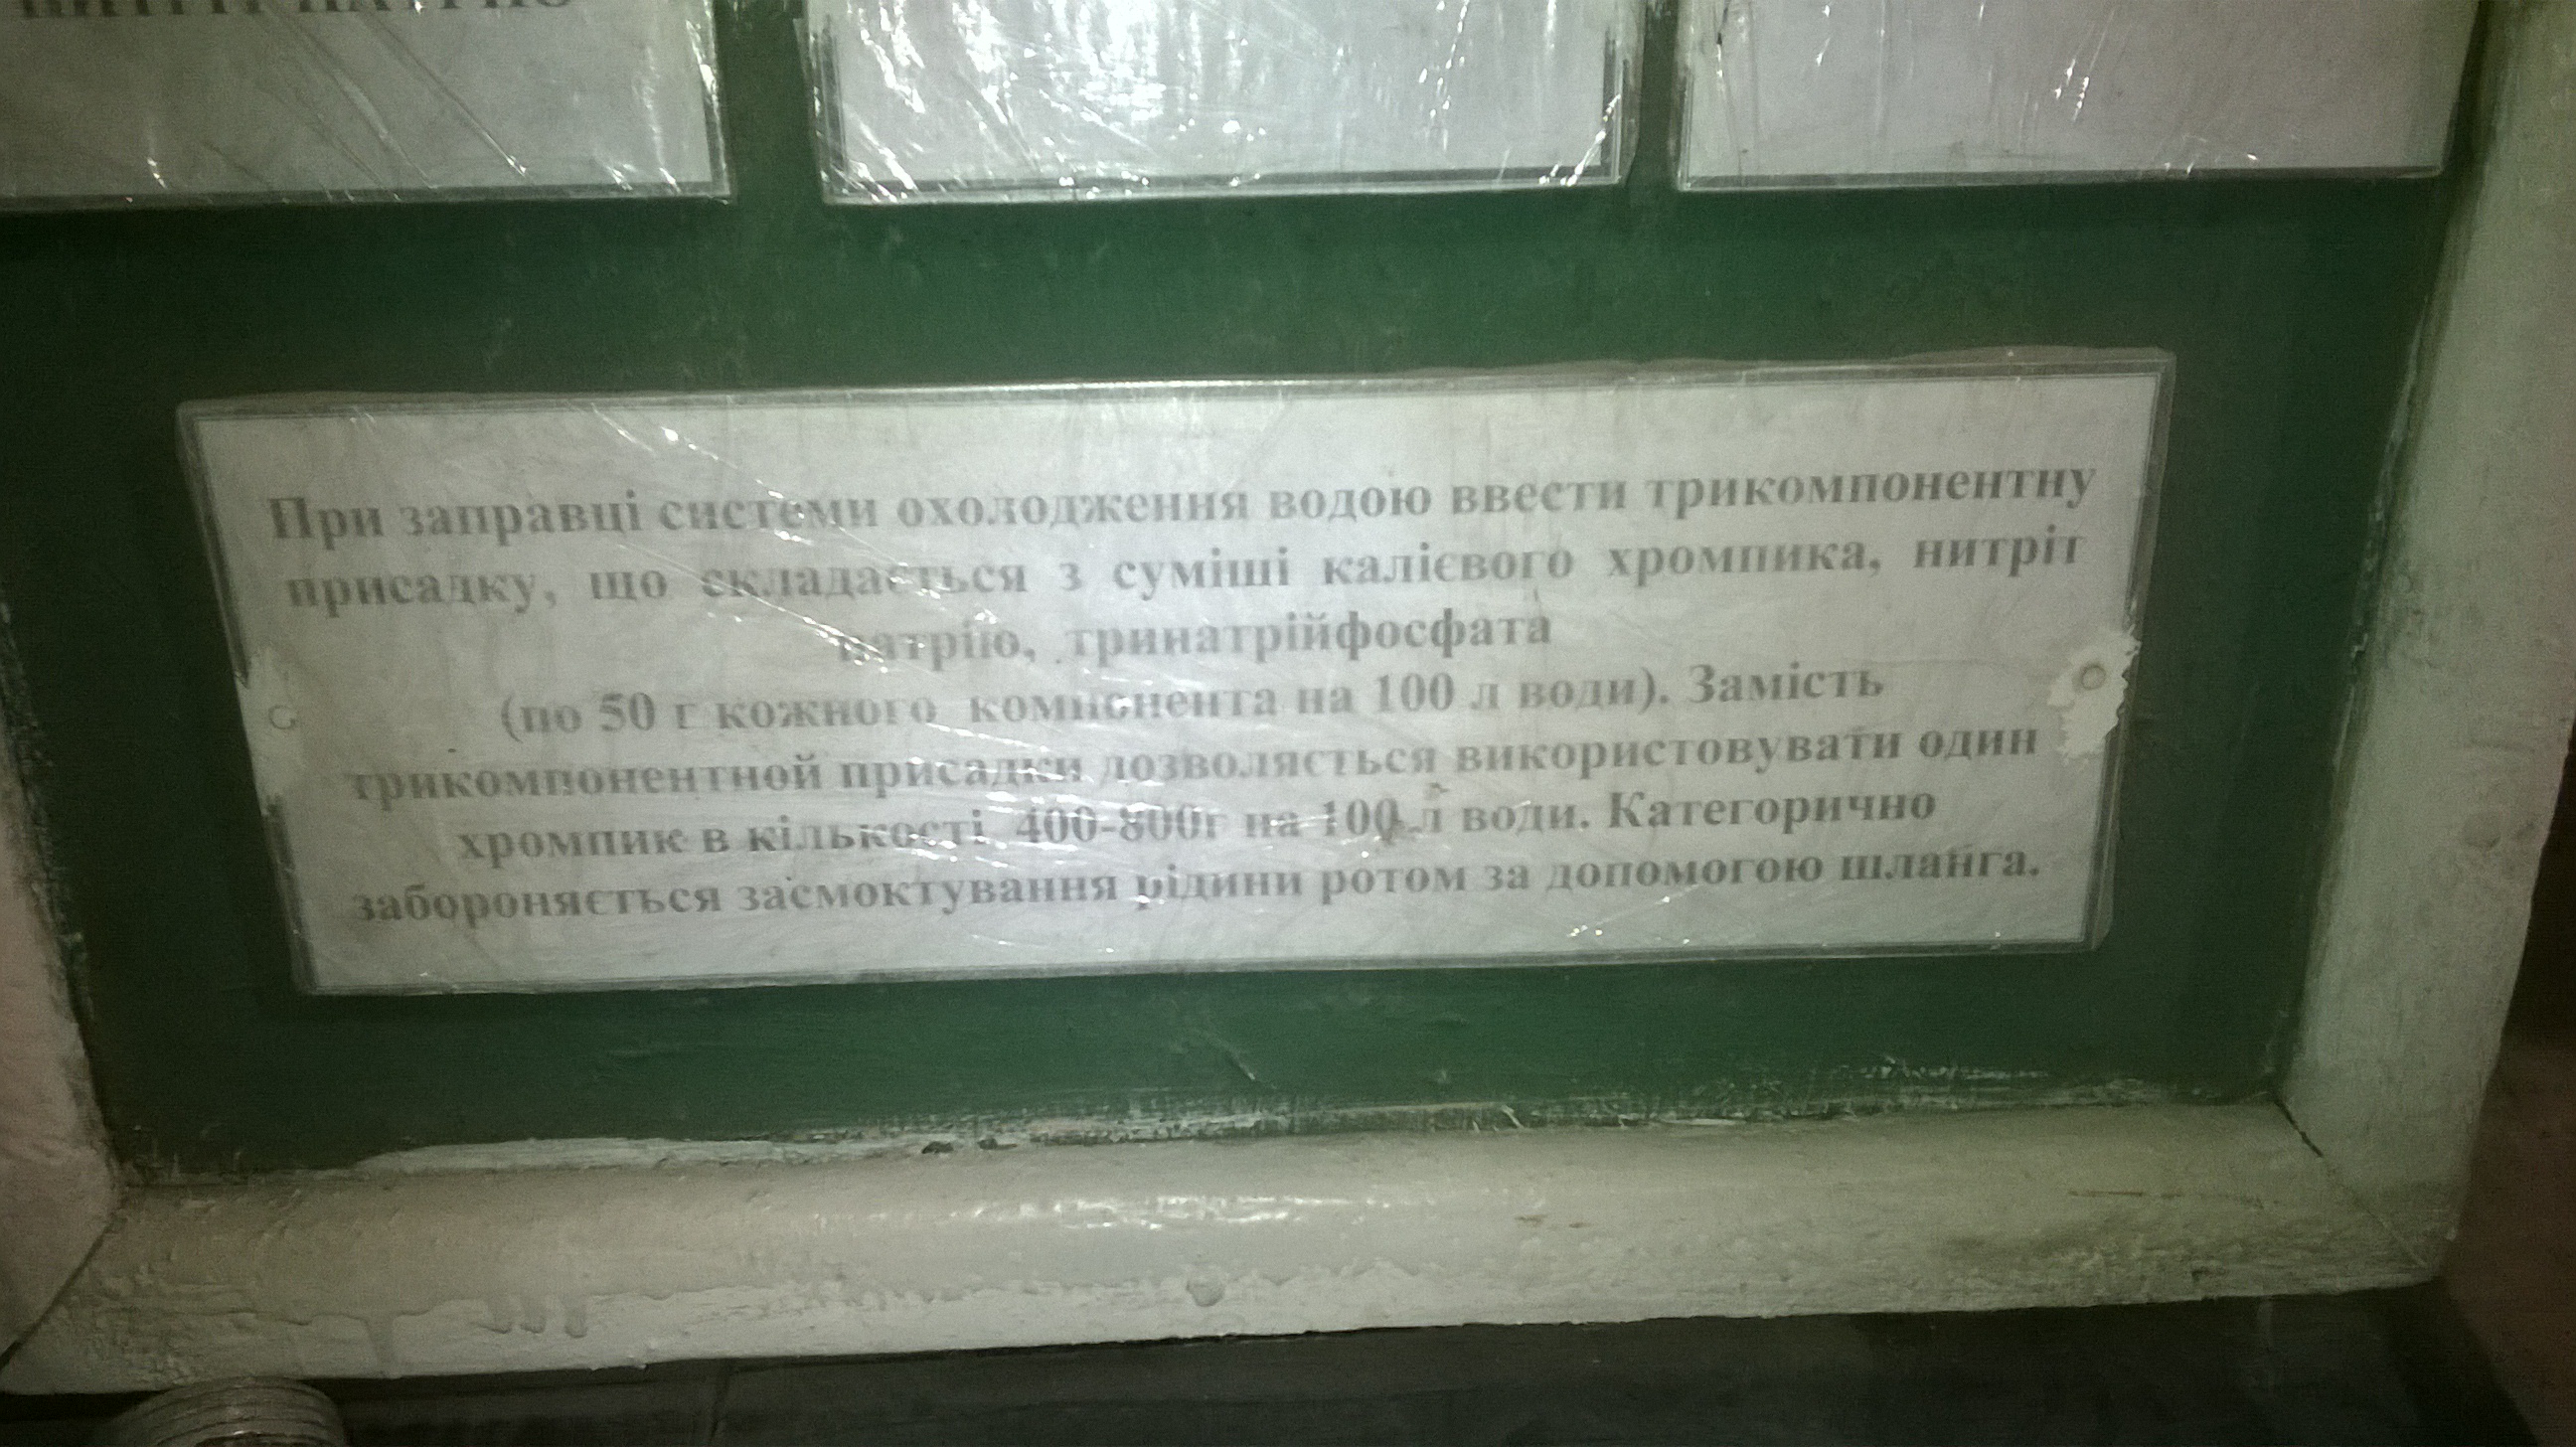 НИТРІТ НАТРІЮ
При заправці системи охолодження водою ввести трикомпонентну
присадку, що складається з суміші калієвого хромпика, нитріт
натрію, тринатрійфосфата
(по 50 г кожного компонента на 100 л води). Замість
трикомпонентной присадки дозволяється використовувати один
хромпик в кількості 400-800г на 100 л води. Категорично
забороняється засмоктування рідини ротом за допомогою шланга.